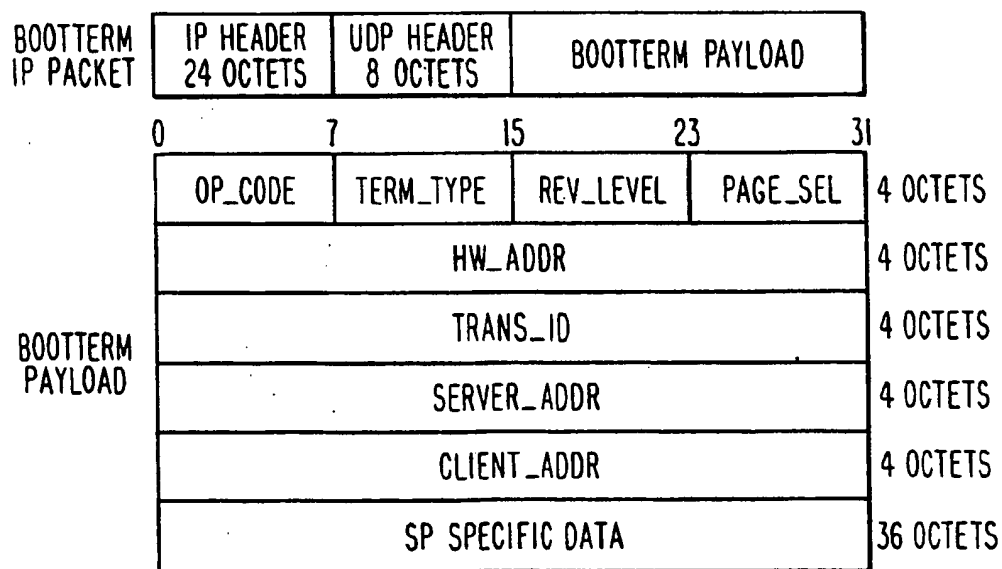 BOOTTERM IP PACKET
IP HEADER 24 OCTETS
UDP HEADER 8 OCTETS
BOOTTERM PAYLOAD
0 7 15 23 31
OP_CODE TERM_TYPE REV_LEVEL PAGE_SEL 4 OCTETS
HW_ADDR 4 OCTETS
TRANS_ID 4 OCTETS
BOOTTERM PAYLOAD
SERVER_ADDR 4 OCTETS
CLIENT_ADDR 4 OCTETS
SP SPECIFIC DATA 36 OCTETS